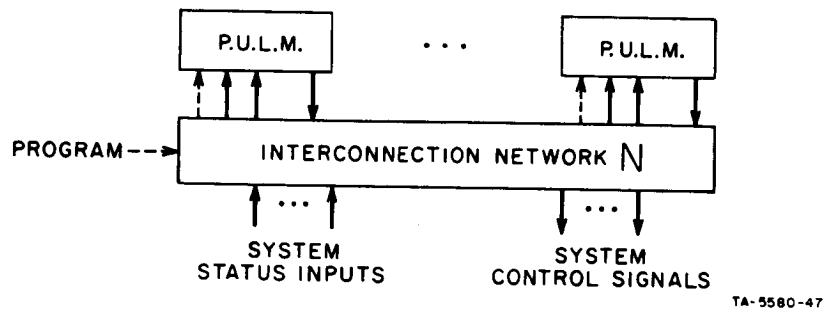 P.U.L.M.
...
P.U.L.M.
PROGRAM
INTERCONNECTION NETWORK N
...
...
SYSTEM
STATUS INPUTS
SYSTEM
CONTROL SIGNALS
TA-5580-47